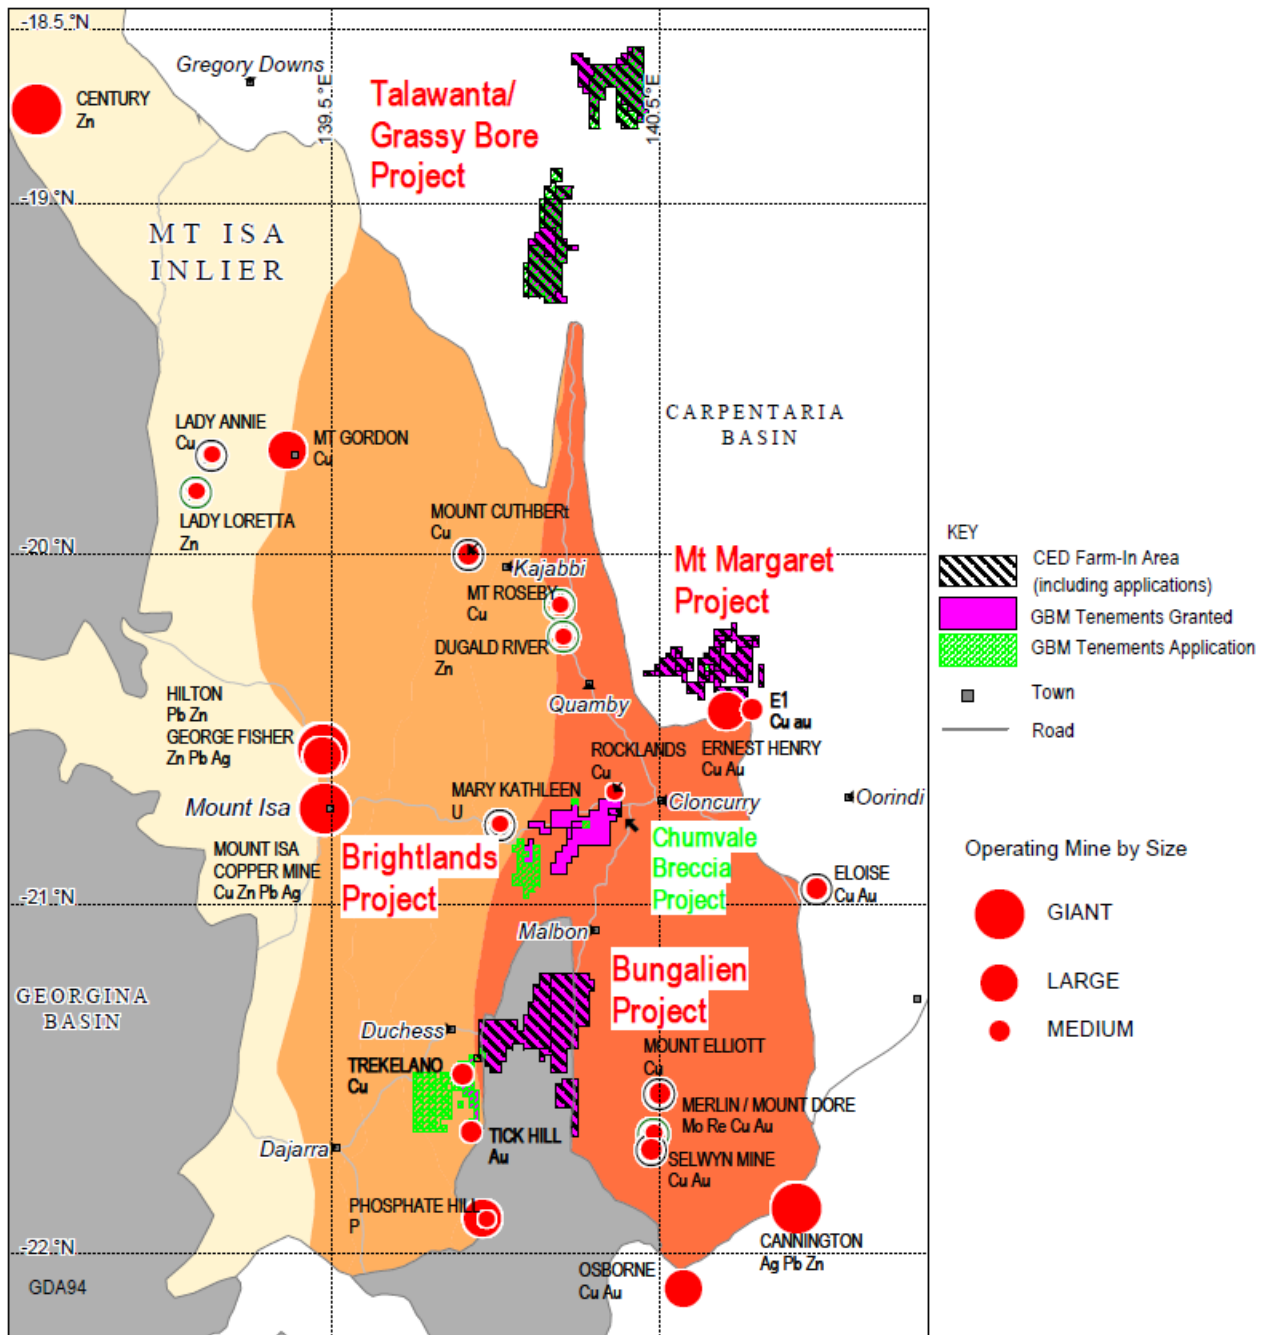 -18.5 °N
Gregory Downs
CENTURY
Zn
139.5 °E
140.5 °E
Talawanta/
Grassy Bore
Project
-19 °N
MT ISA
INLIER
CARPENTARIA
BASIN
LADY ANNIE
Cu
MT GORDON
Cu
LADY LORETTA
Zn
MOUNT CUTHBERt
Cu
-20 °N
Kajabbi
MT ROSEBY
Cu
DUGALD RIVER
Zn
Mt Margaret
Project
Quamby
HILTON
Pb Zn
GEORGE FISHER
Zn Pb Ag
E1
Cu au
ERNEST HENRY
Cu Au
ROCKLANDS
Cu
MARY KATHLEEN
U
Mount Isa
Cloncurry
Oorindi
MOUNT ISA
COPPER MINE
Cu Zn Pb Ag
Brightlands
Project
Chumvale
Breccia
Project
ELOISE
Cu Au
-21 °N
Malbon
GEORGINA
BASIN
Bungalien
Project
Duchess
TREKELANO
Cu
MOUNT ELLIOTT
Cu
MERLIN / MOUNT DORE
Mo Re Cu Au
TICK HILL
Au
SELWYN MINE
Cu Au
Dajarra
PHOSPHATE HILL
P
CANNINGTON
Ag Pb Zn
-22 °N
OSBORNE
Cu Au
GDA94
KEY
CED Farm-In Area
(including applications)
GBM Tenements Granted
GBM Tenements Application
Town
Road
Operating Mine by Size
GIANT
LARGE
MEDIUM